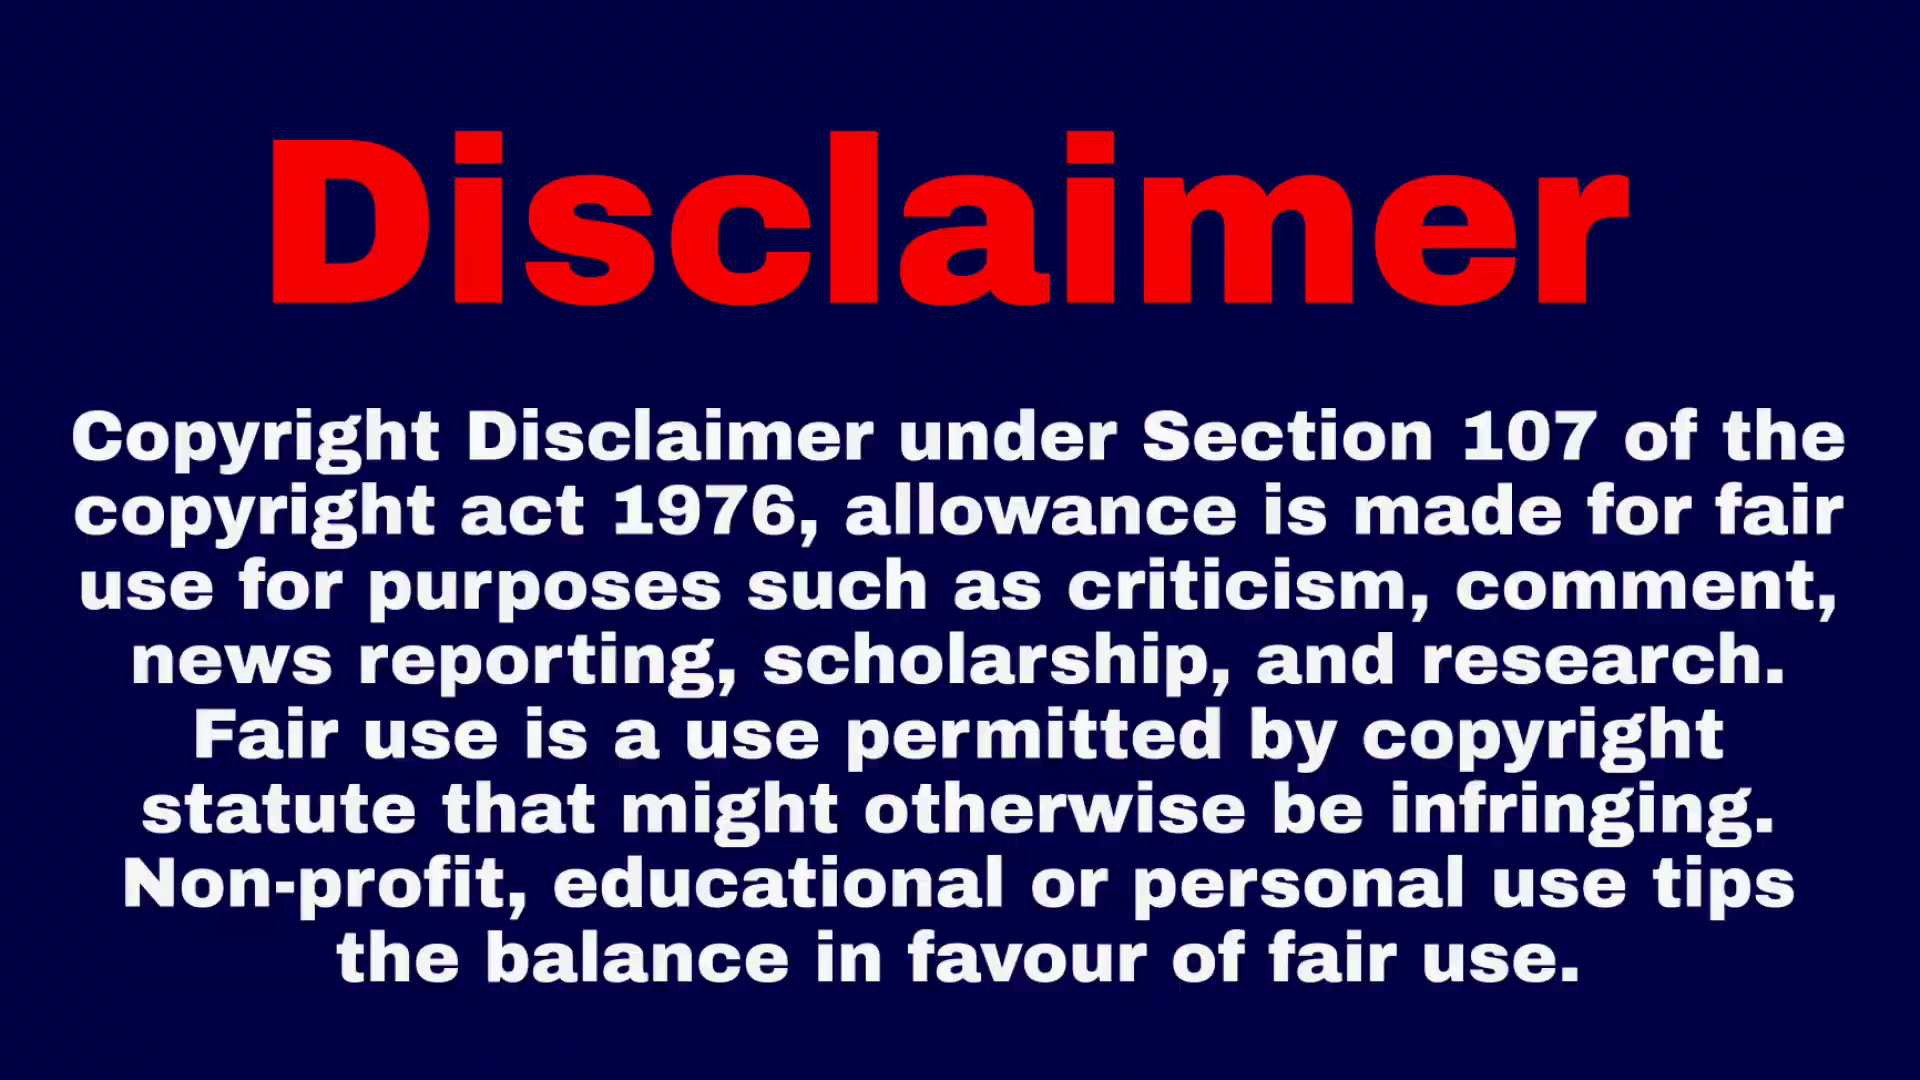 Disclaimer
Copyright Disclaimer under Section 107 of the
copyright act 1976, allowance is made for fair
use for purposes such as criticism, comment,
news reporting, scholarship, and research.
Fair use is a use permitted by copyright
statute that might otherwise be infringing.
Non-profit, educational or personal use tips
the balance in favour of fair use.